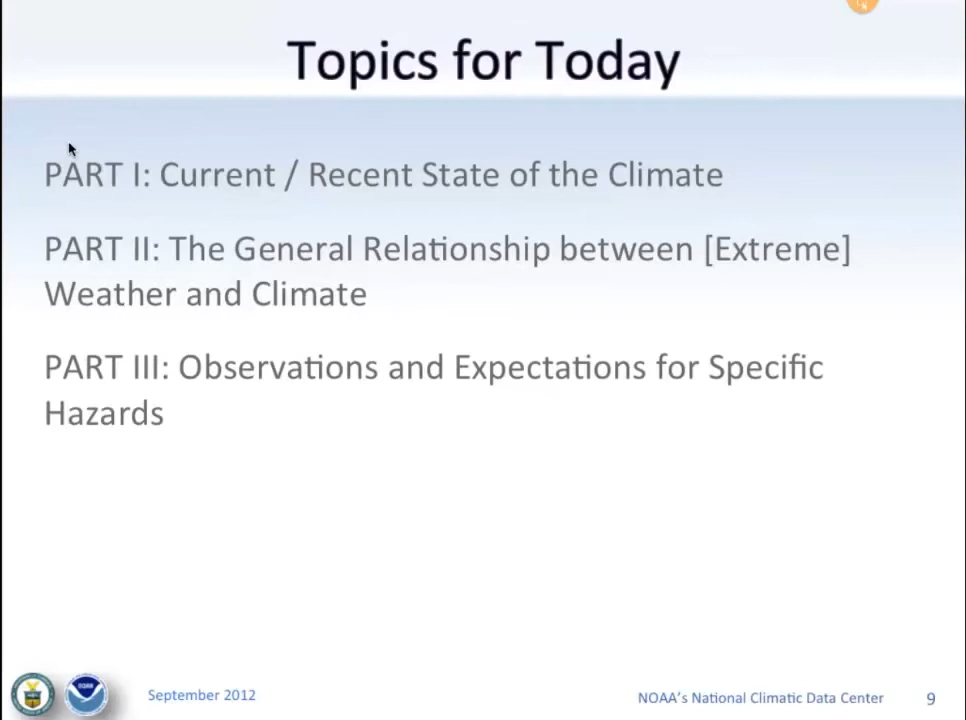 Topics for Today
PART I: Current / Recent State of the Climate
PART II: The General Relationship between [Extreme]
Weather and Climate
PART III: Observations and Expectations for Specific
Hazards
September 2012
NOAA's National Climatic Data Center
9